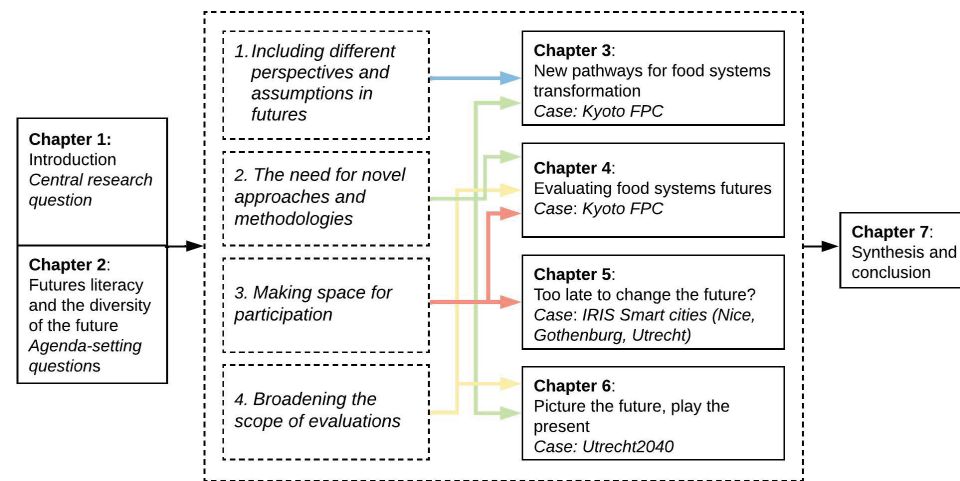 Chapter 1:
Introduction
Central research
question
Chapter 2:
Futures literacy
and the diversity
of the future
Agenda-setting
questions
1. Including different
perspectives and
assumptions in
futures
2. The need for novel
approaches and
methodologies
3. Making space for
participation
4. Broadening the
scope of evaluations
Chapter 3:
New pathways for food systems
transformation
Case: Kyoto FPC
Chapter 4:
Evaluating food systems futures
Case: Kyoto FPC
Chapter 5:
Too late to change the future?
Case: IRIS Smart cities (Nice,
Gothenburg, Utrecht)
Chapter 6:
Picture the future, play the
present
Case: Utrecht2040
Chapter 7:
Synthesis and
conclusion